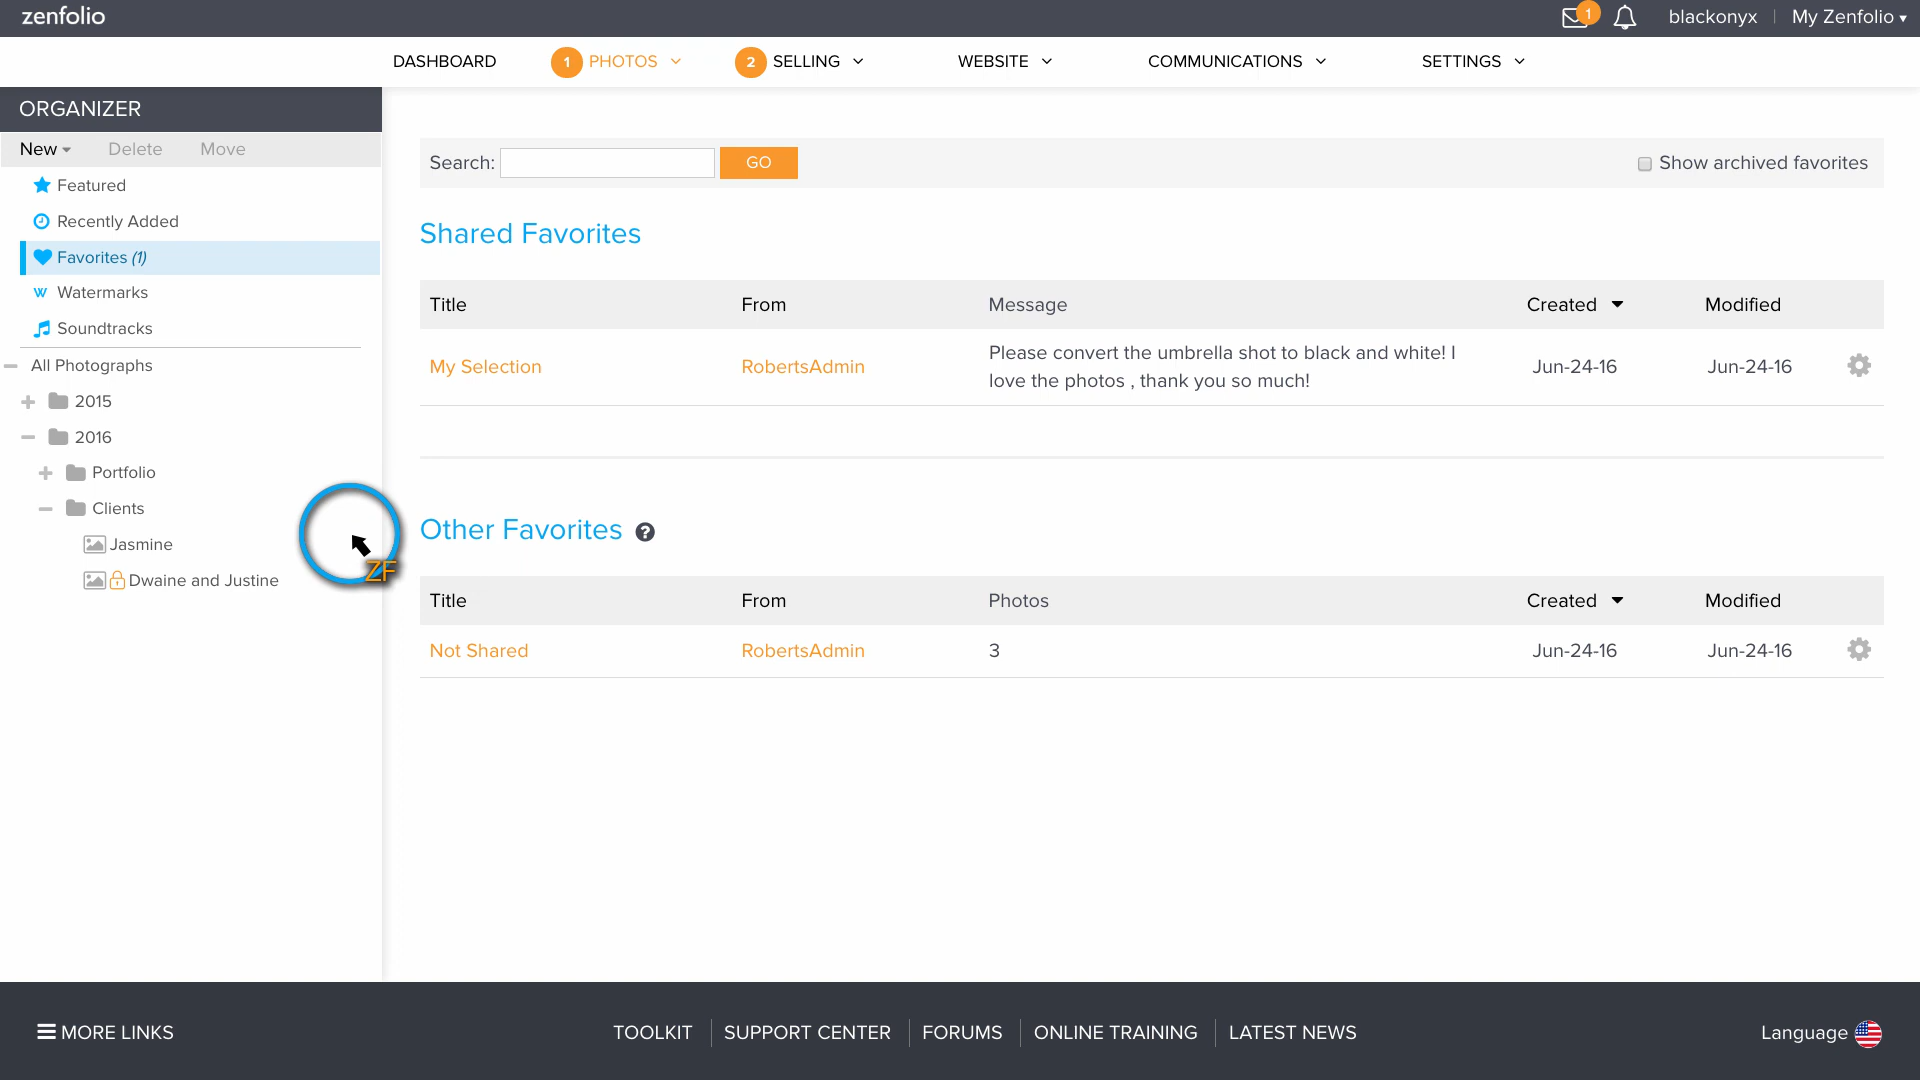 zenfolio
1
blackonyx
My Zenfolio
DASHBOARD
1 PHOTOS
2 SELLING
WEBSITE
COMMUNICATIONS
SETTINGS
ORGANIZER
New
Delete
Move
Featured
Recently Added
Favorites (1)
W Watermarks
Soundtracks
All Photographs
2015
2016
Portfolio
Clients
Jasmine
Dwaine and Justine
ZF
Search:
GO
Show archived favorites
Shared Favorites
Title From Message Created Modified
My Selection RobertsAdmin Please convert the umbrella shot to black and white! I
love the photos , thank you so much! Jun-24-16 Jun-24-16
Other Favorites ?
Title From Photos Created Modified
Not Shared RobertsAdmin 3 Jun-24-16 Jun-24-16
MORE LINKS
TOOLKIT
SUPPORT CENTER
FORUMS
ONLINE TRAINING
LATEST NEWS
Language